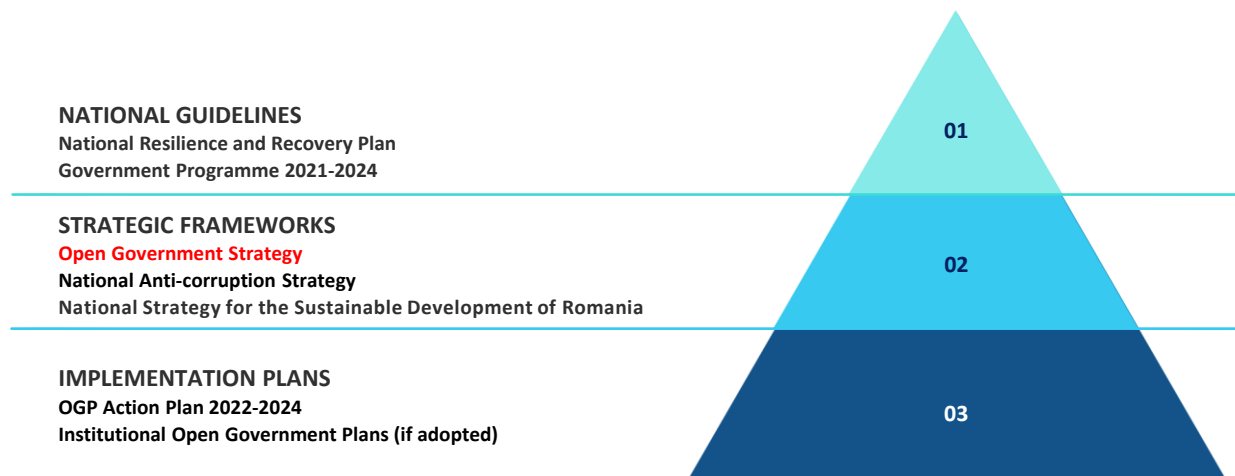 NATIONAL GUIDELINES
National Resilience and Recovery Plan
Government Programme 2021-2024
01
STRATEGIC FRAMEWORKS
Open Government Strategy
National Anti-corruption Strategy
National Strategy for the Sustainable Development of Romania
02
IMPLEMENTATION PLANS
OGP Action Plan 2022-2024
Institutional Open Government Plans (if adopted)
03